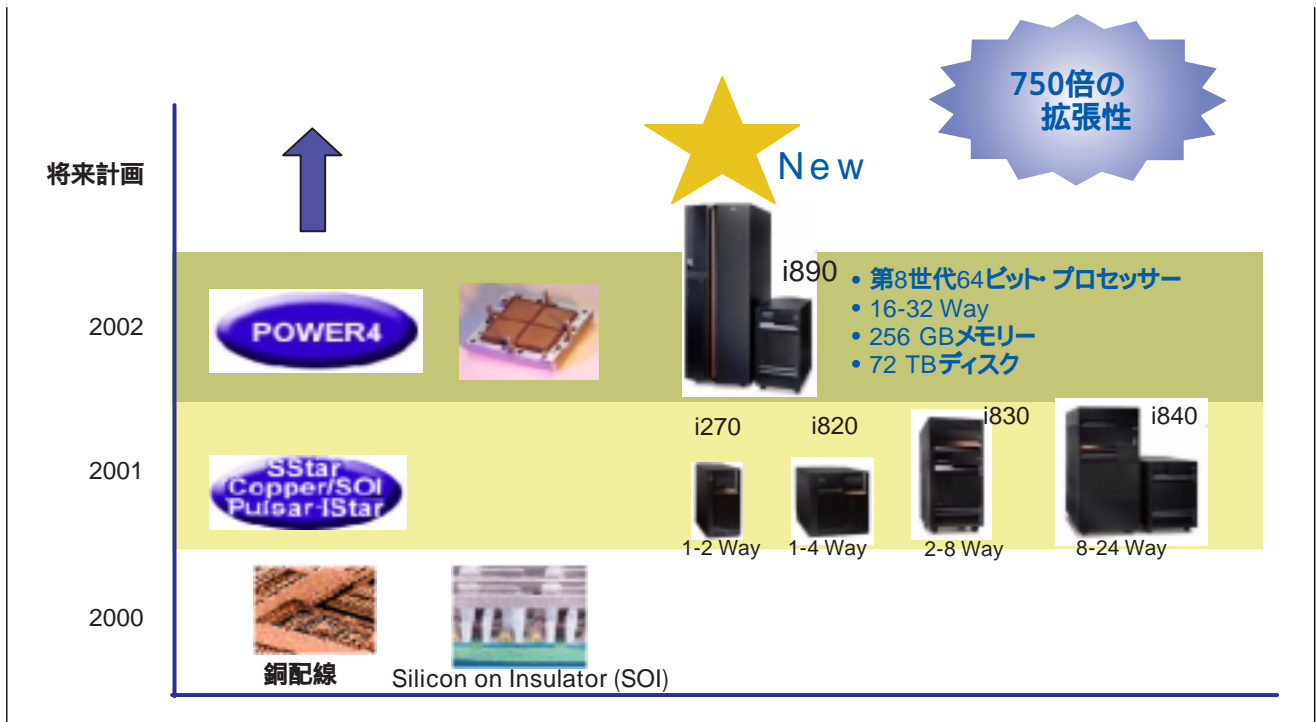 750倍の
拡張性
将来計画
New
2002
POWER4
i890
• 第8世代64ビット・プロセッサー
• 16-32 Way
• 256 GBメモリー
• 72 TBディスク
2001
SStar
Copper/SOI
Pulsar-IStar
i270
i820
i830
i840
1-2 Way
1-4 Way
2-8 Way
8-24 Way
2000
銅配線
Silicon on Insulator (SOI)